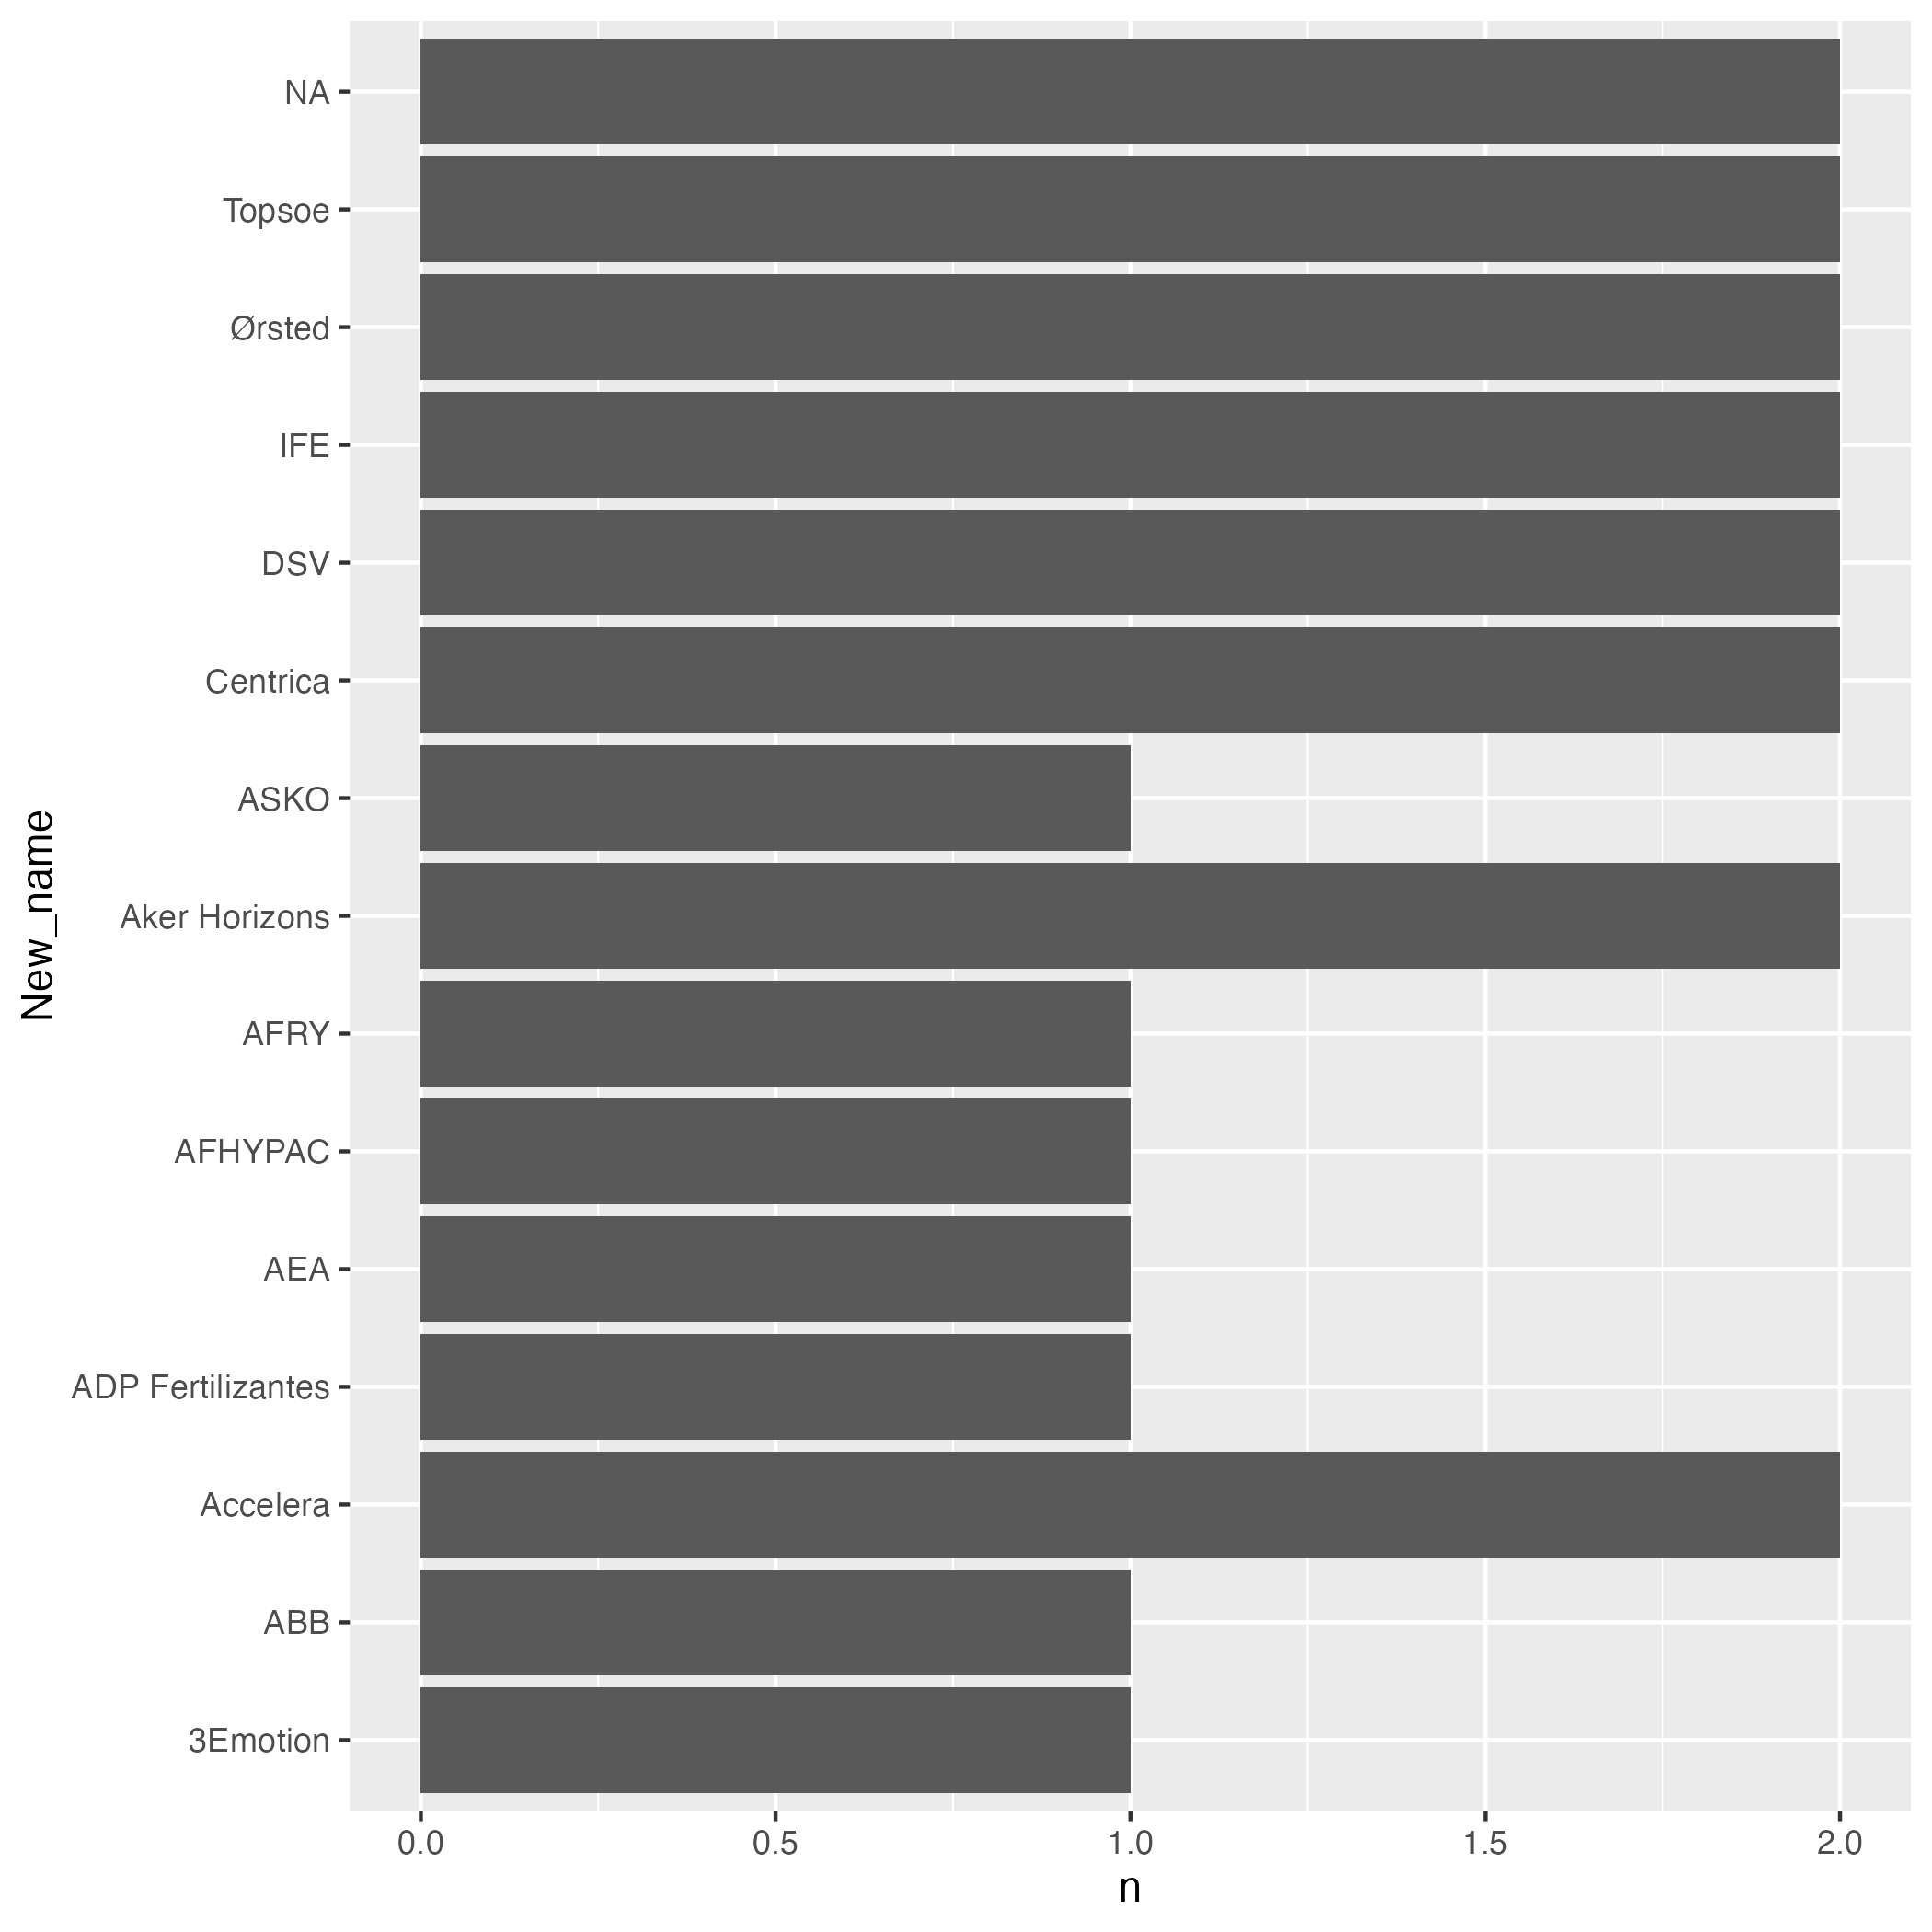 NA
Topsoe
Ørsted
IFE
DSV
Centrica
ASKO
Aker Horizons
AFRY
AFHYPAC
AEA
ADP Fertilizantes
Accelera
ABB
3Emotion
New_name
0.0 0.5 1.0 1.5 2.0
n